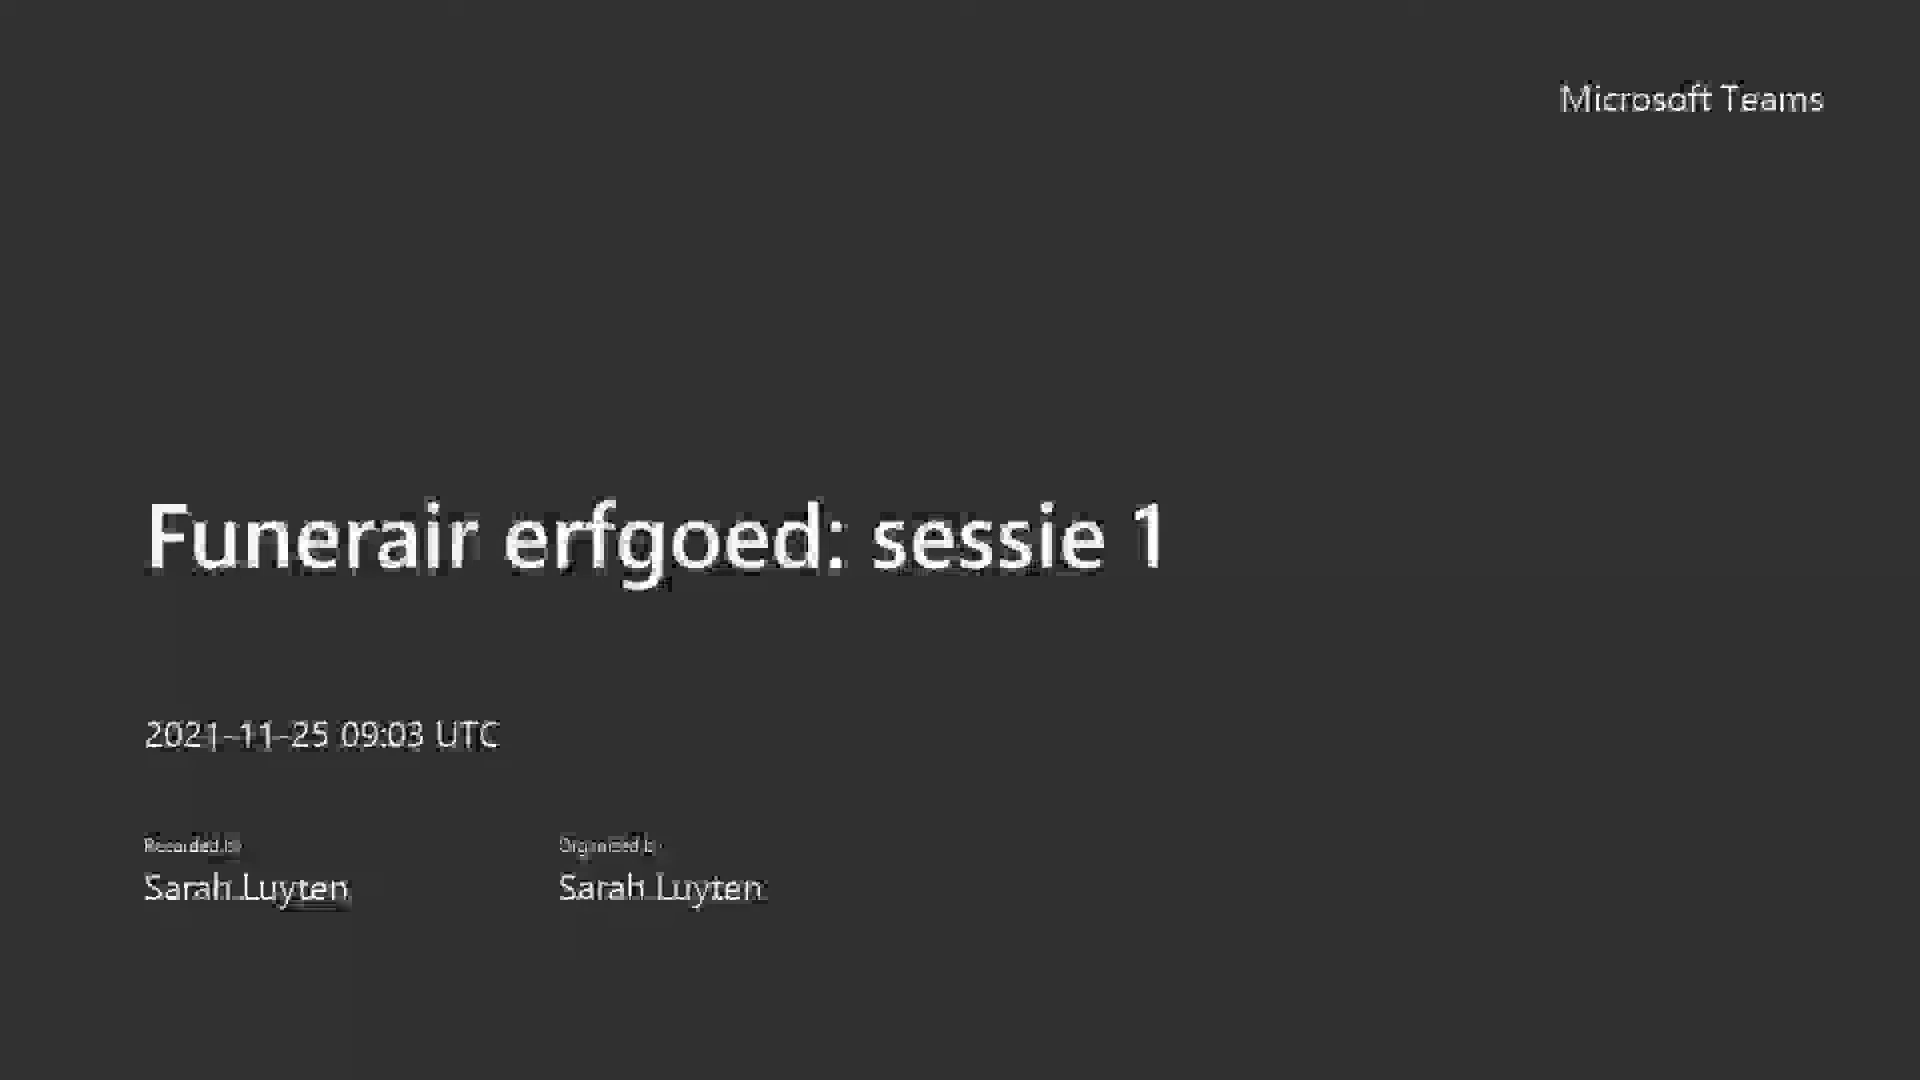 Microsoft Teams
Funerair erfgoed: sessie 1
2021-11-25 09:03 UTC
Recorded by
Organized by
Sarah Luyten
Sarah Luyten